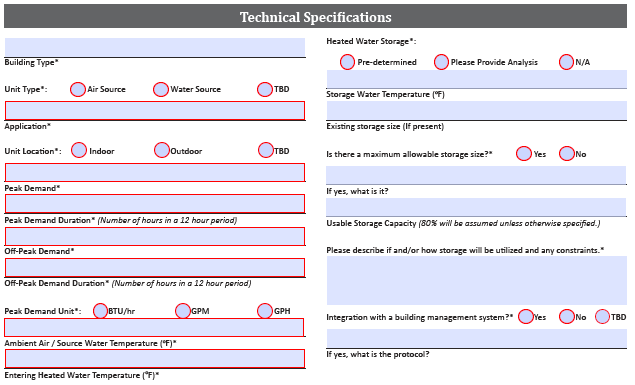 Technical Specifications
Building Type*
Unit Type*: Air Source Water Source TBD
Application*
Unit Location*: Indoor Outdoor TBD
Peak Demand*
Peak Demand Duration* (Number of hours in a 12 hour period)
Off-Peak Demand*
Off-Peak Demand Duration* (Number of hours in a 12 hour period)
Peak Demand Unit*: BTU/hr GPM GPH
Ambient Air / Source Water Temperature (°F)*
Entering Heated Water Temperature (°F)*
Heated Water Storage*:
Pre-determined Please Provide Analysis N/A
Storage Water Temperature (°F)
Existing storage size (If present)
Is there a maximum allowable storage size?* Yes No
If yes, what is it?
Usable Storage Capacity (80% will be assumed unless otherwise specified.)
Please describe if and/or how storage will be utilized and any constraints.*
Integration with a building management system?* Yes No TBD
If yes, what is the protocol?